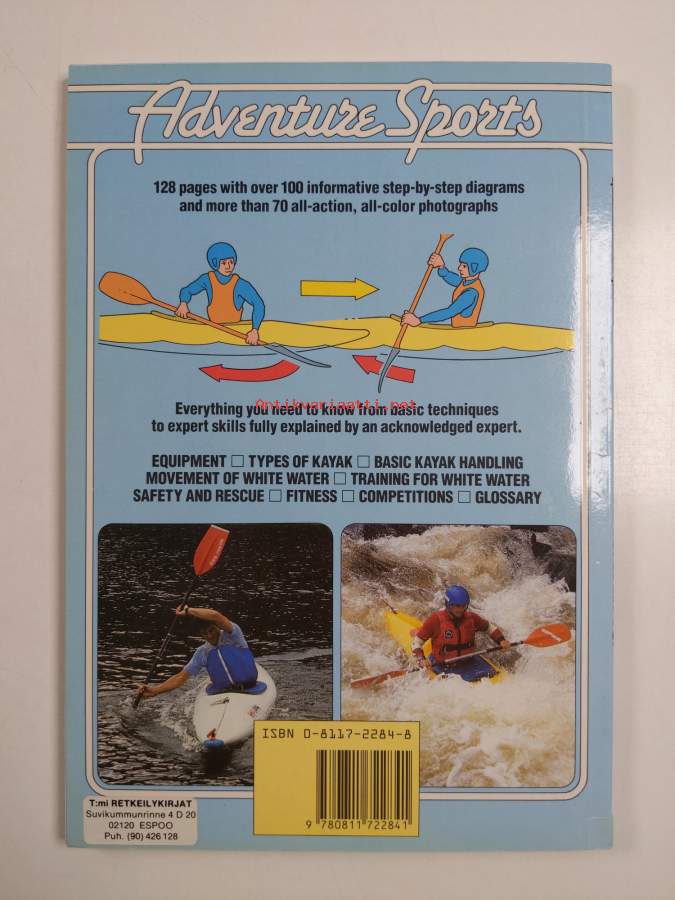 Adventure Sports
128 pages with over 100 informative step-by-step diagrams
and more than 70 all-action, all-color photographs
Antikvariaatti.net
Everything you need to know from basic techniques
to expert skills fully explained by an acknowledged expert.
EQUIPMENT □ TYPES OF KAYAK □ BASIC KAYAK HANDLING
MOVEMENT OF WHITE WATER □ TRAINING FOR WHITE WATER
SAFETY AND RESCUE □ FITNESS □ COMPETITIONS □ GLOSSARY
ISBN 0-8117-2284-8
9 780811 722841
T:mi RETKEILYKIRJAT
Suvikummunrinne 4 D 20
02120 ESPOO
Puh. (90) 426 128